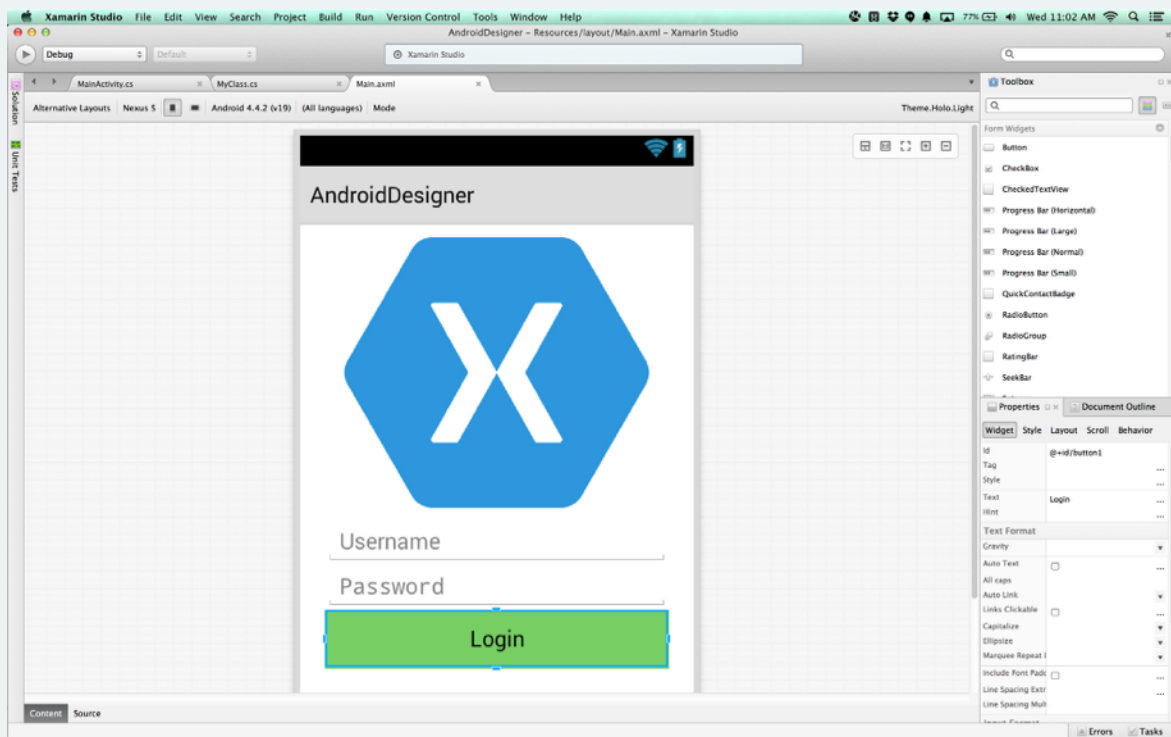 Xamarin Studio File Edit View Search Project Build Run Version Control Tools Window Help 77% Wed 11:02 AM
AndroidDesigner – Resources/layout/Main.axml – Xamarin Studio
Debug Default Xamarin Studio
MainActivity.cs MyClass.cs Main.axml
Alternative Layouts Nexus S Android 4.4.2 (v19) (All languages) Mode Theme.Holo.Light
Solution
Unit Tests
AndroidDesigner
X
Username
Password
Login
Content Source
Toolbox
Form Widgets
Button
CheckBox
CheckedTextView
Progress Bar (Horizontal)
Progress Bar (Large)
Progress Bar (Normal)
Progress Bar (Small)
QuickContactBadge
RadioButton
RadioGroup
RatingBar
SeekBar
Properties Document Outline
Widget Style Layout Scroll Behavior
Id @+id/button1
Tag
Style
Text Login
Hint
Text Format
Gravity
Auto Text
All caps
Auto Link
Links Clickable
Capitalize
Ellipsize
Marquee Repeat
Include Font Padd
Line Spacing Extr
Line Spacing Mult
Errors Tasks